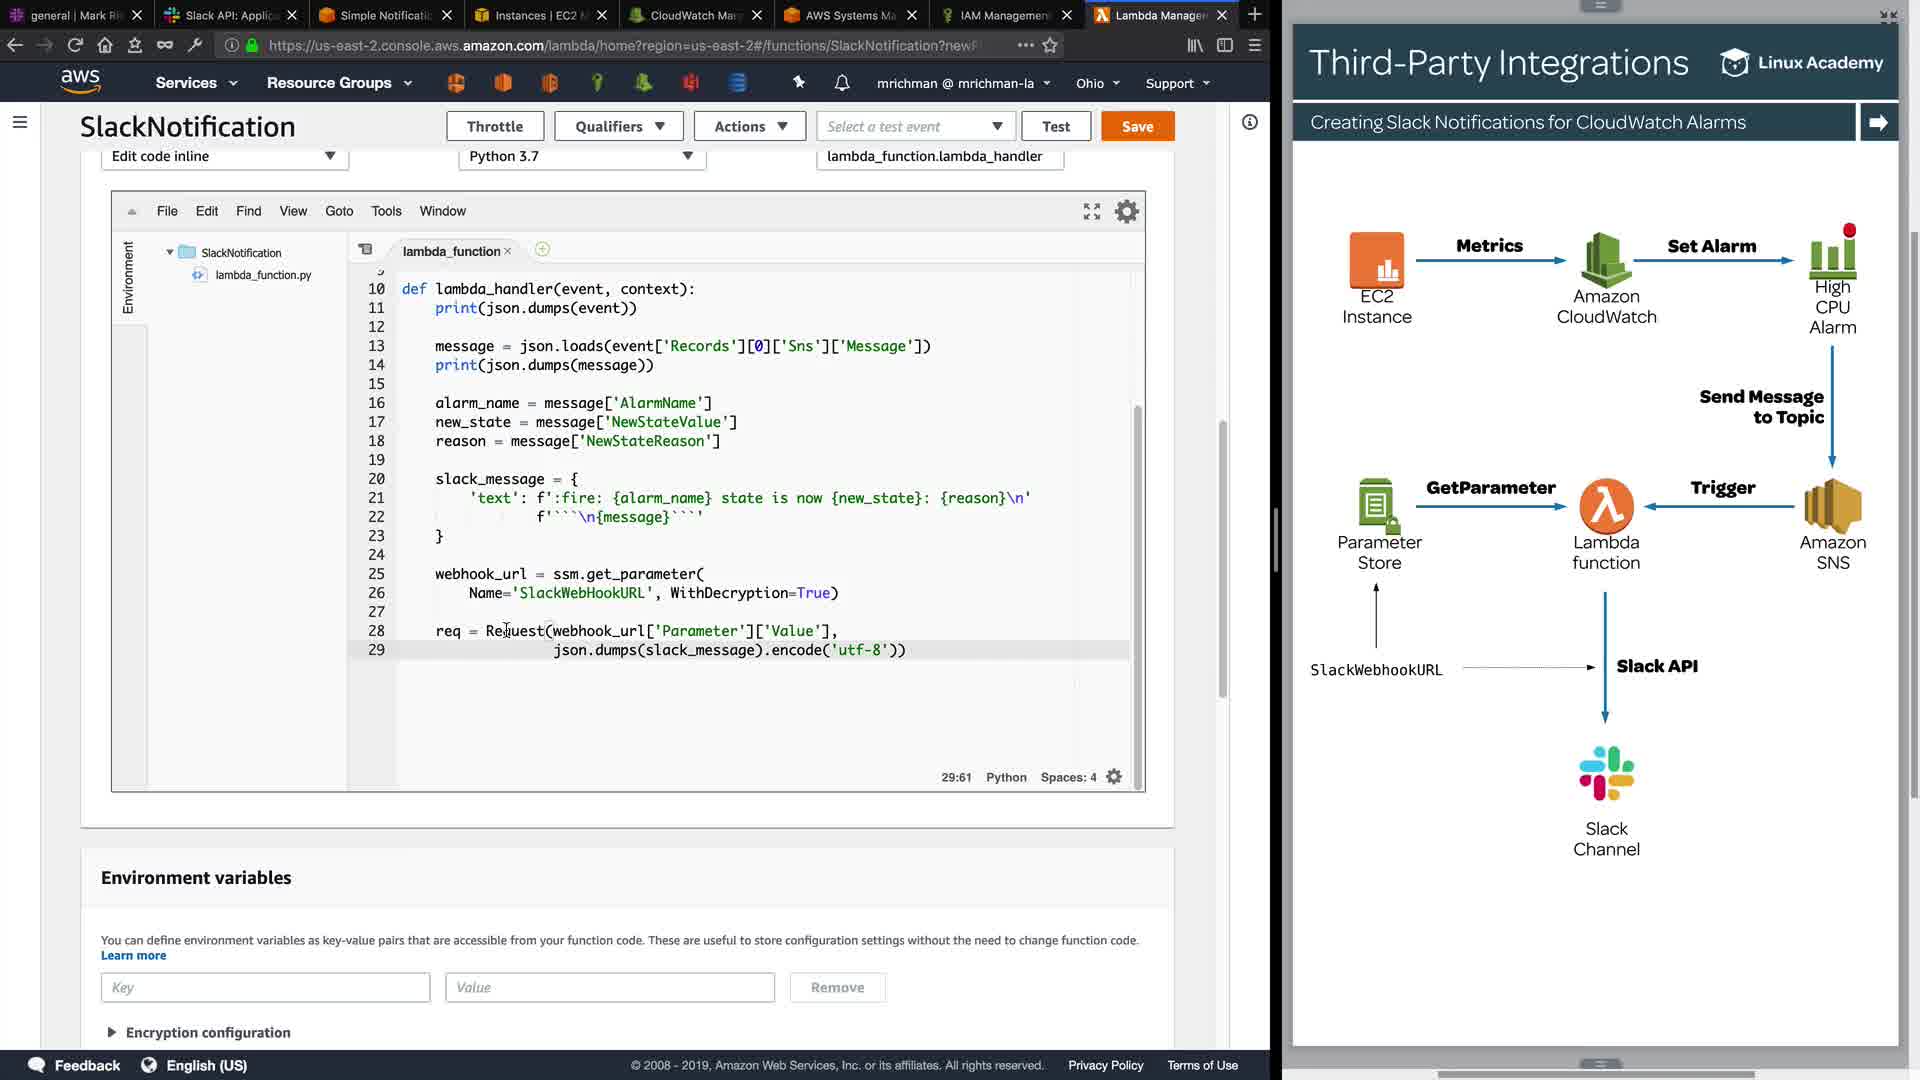 general | Mark Ri
Slack API: Applic
Simple Notificati
Instances | EC2 M
CloudWatch Man
AWS Systems Ma
IAM Management
Lambda Manager
https://us-east-2.console.aws.amazon.com/lambda/home?region=us-east-2#/functions/SlackNotification?newF
aws
Services
Resource Groups
mrichman @ mrichman-la
Ohio
Support
SlackNotification
Throttle
Qualifiers
Actions
Select a test event
Test
Save
Edit code inline
Python 3.7
lambda_function.lambda_handler
File Edit Find View Goto Tools Window
Environment
SlackNotification
lambda_function.py
lambda_function
9
10 def lambda_handler(event, context):
11 print(json.dumps(event))
12
13 message = json.loads(event['Records'][0]['Sns']['Message'])
14 print(json.dumps(message))
15
16 alarm_name = message['AlarmName']
17 new_state = message['NewStateValue']
18 reason = message['NewStateReason']
19
20 slack_message = {
21 'text': f':fire: {alarm_name} state is now {new_state}: {reason}\n'
22 f'```\n{message}```'
23 }
24
25 webhook_url = ssm.get_parameter(
26 Name='SlackWebHookURL', WithDecryption=True)
27
28 req = Request(webhook_url['Parameter']['Value'],
29 json.dumps(slack_message).encode('utf-8'))
29:61 Python Spaces: 4
Environment variables
You can define environment variables as key-value pairs that are accessible from your function code. These are useful to store configuration settings without the need to change function code.
Learn more
Key
Value
Remove
Encryption configuration
Feedback
English (US)
© 2008 - 2019, Amazon Web Services, Inc. or its affiliates. All rights reserved.
Privacy Policy
Terms of Use
Third-Party Integrations
Linux Academy
Creating Slack Notifications for CloudWatch Alarms
EC2
Instance
Metrics
Amazon
CloudWatch
Set Alarm
High
CPU
Alarm
Send Message
to Topic
Parameter
Store
GetParameter
Lambda
function
Trigger
Amazon
SNS
SlackWebhookURL
Slack API
Slack
Channel